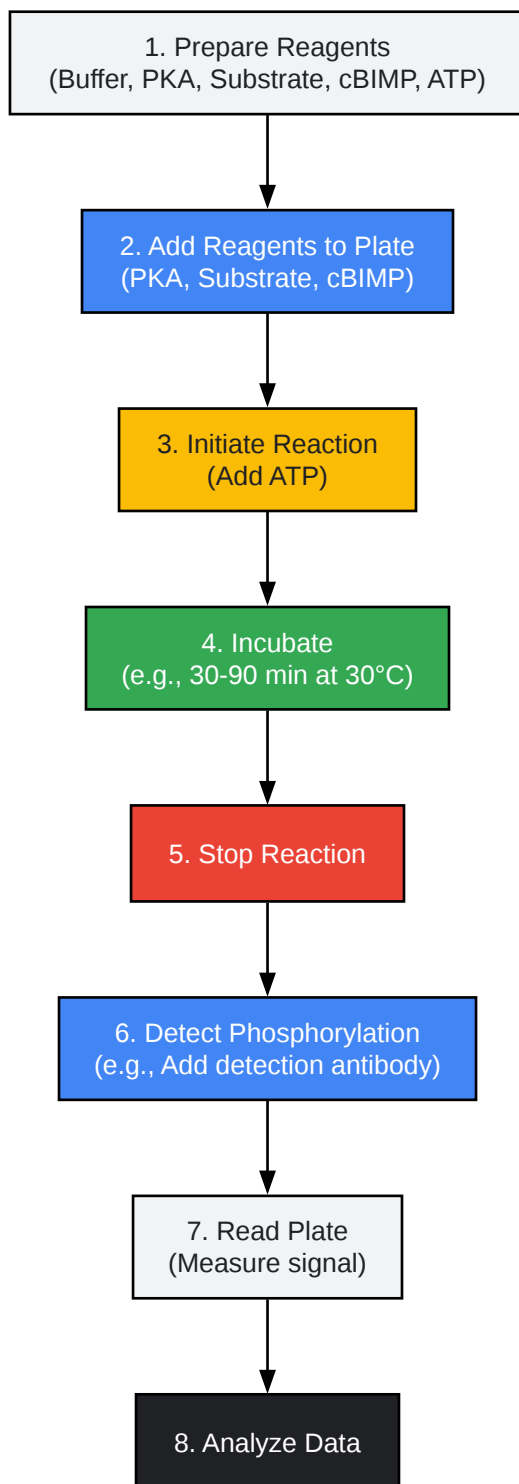 1. Prepare Reagents
(Buffer, PKA, Substrate, cBIMP, ATP)
2. Add Reagents to Plate
(PKA, Substrate, cBIMP)
3. Initiate Reaction
(Add ATP)
4. Incubate
(e.g., 30-90 min at 30°C)
5. Stop Reaction
6. Detect Phosphorylation
(e.g., Add detection antibody)
7. Read Plate
(Measure signal)
8. Analyze Data